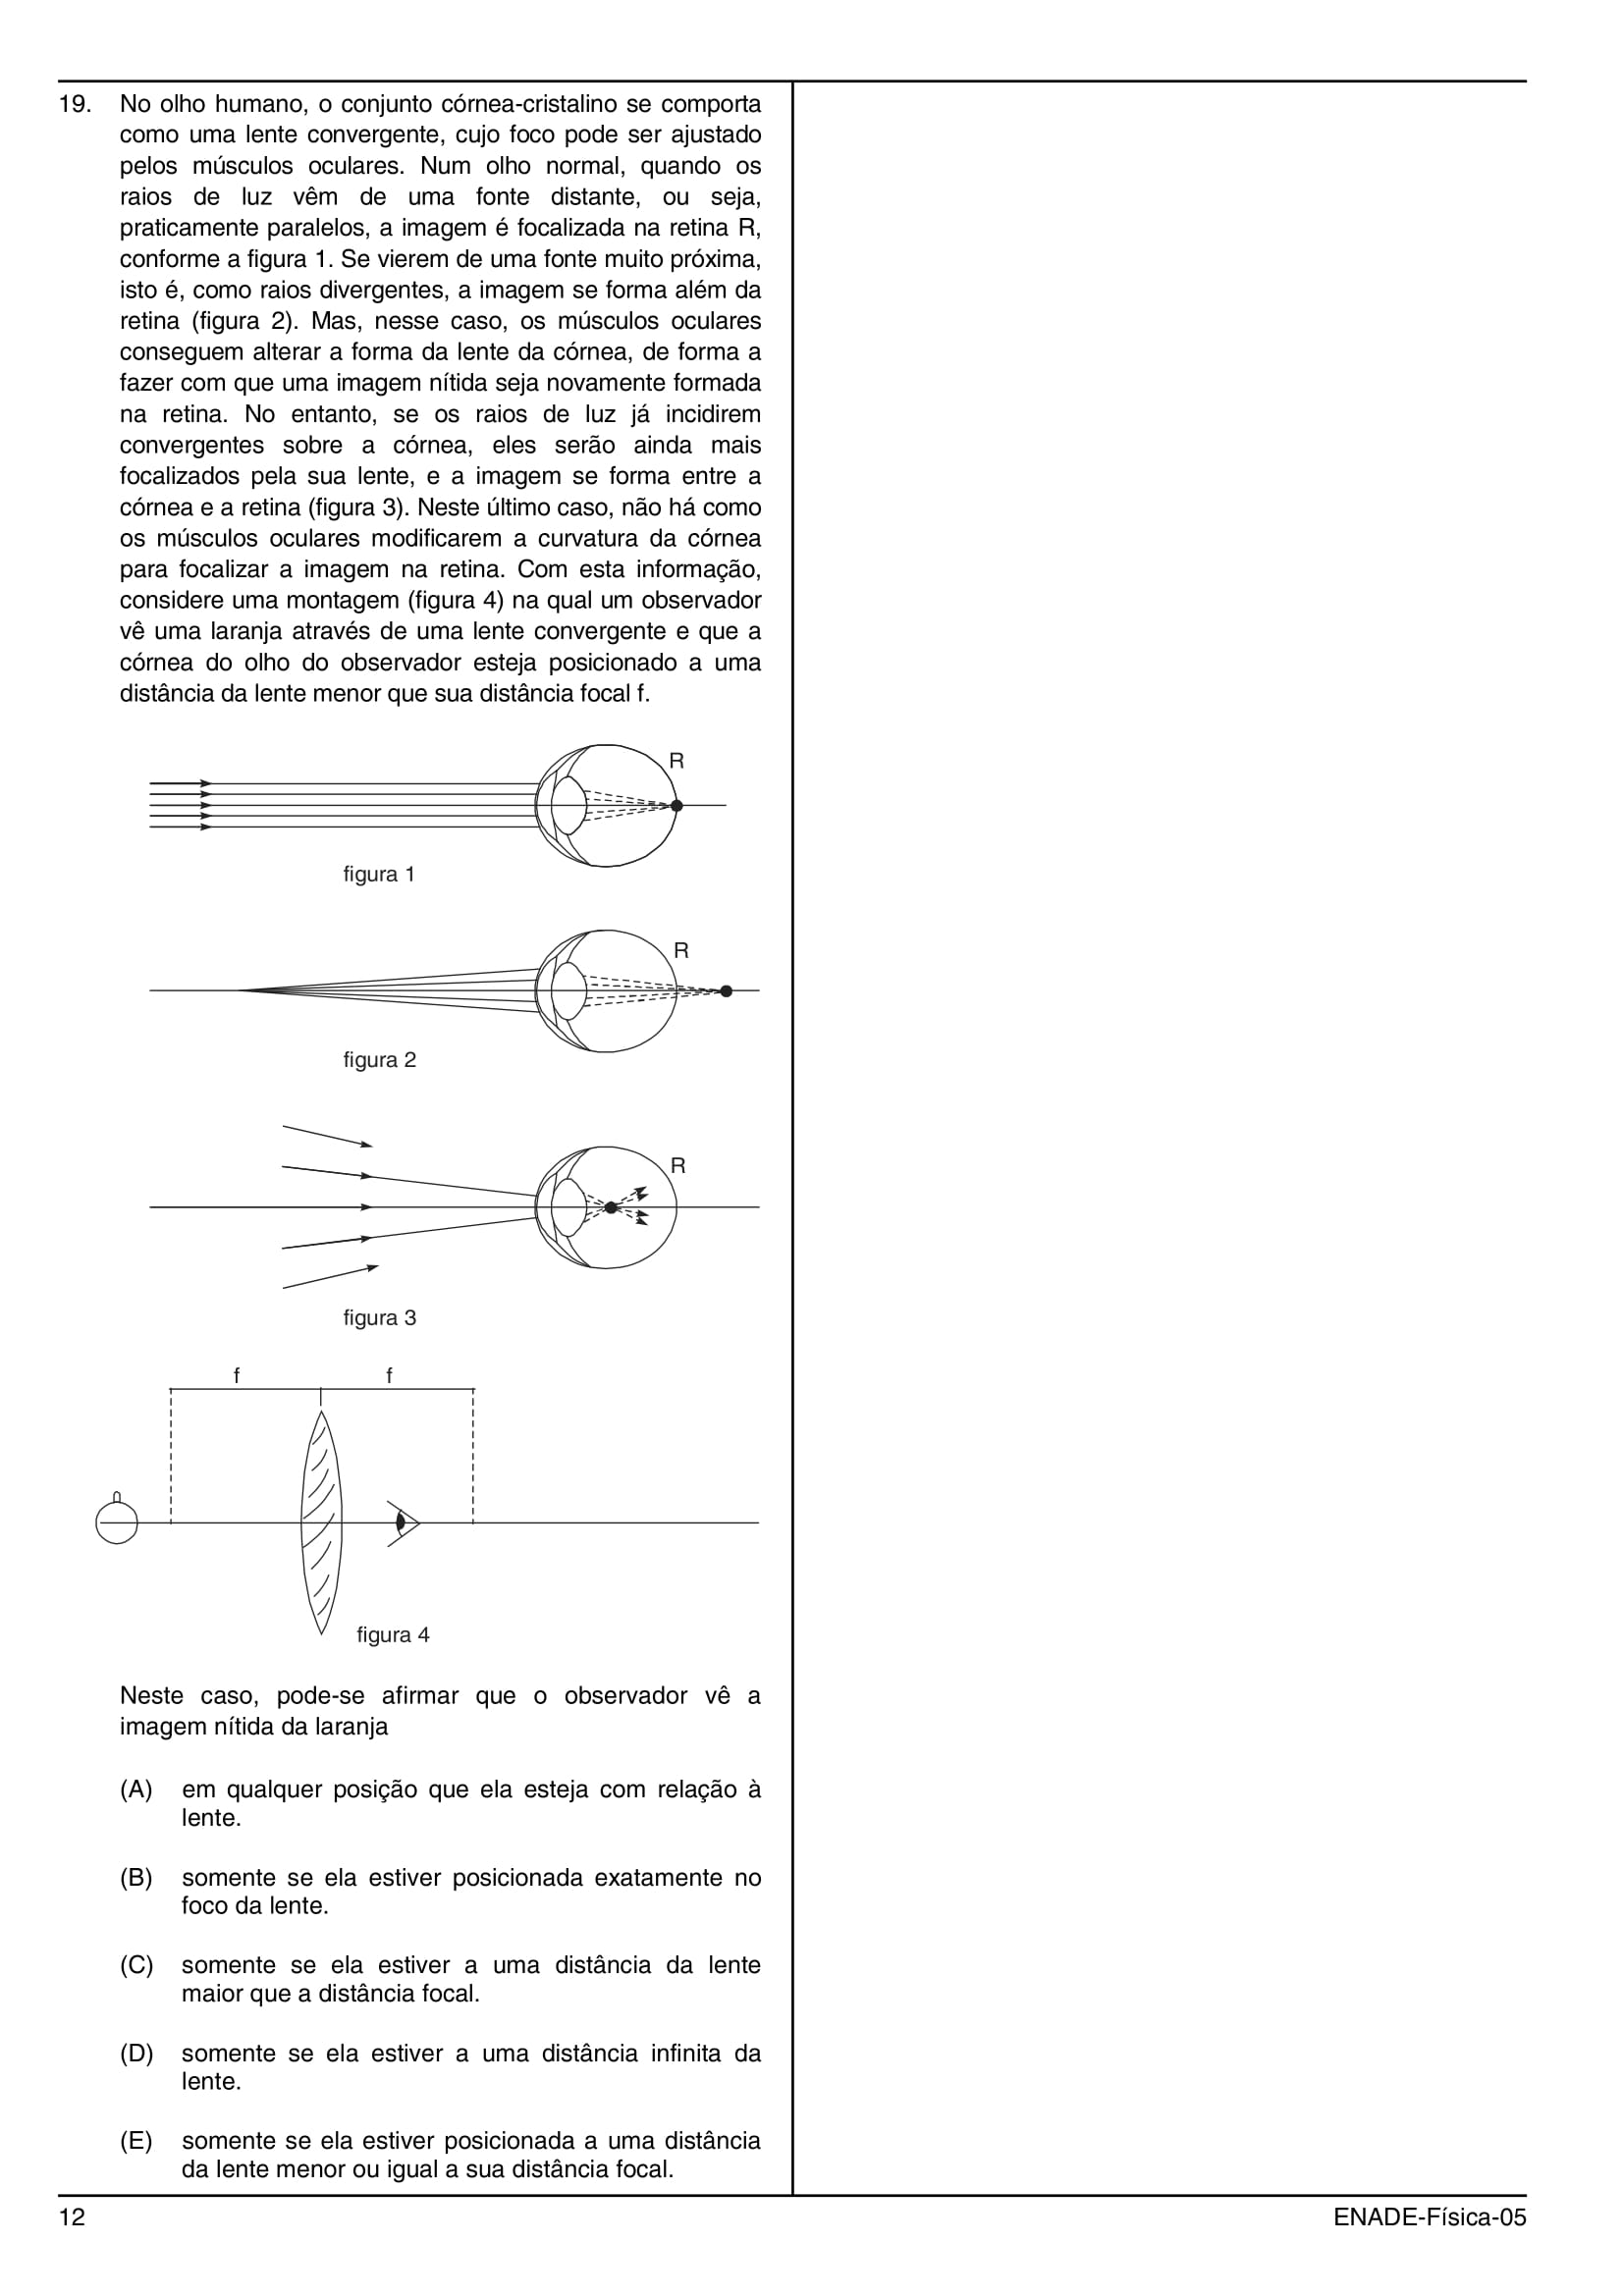 19. No olho humano, o conjunto córnea-cristalino se comporta
como uma lente convergente, cujo foco pode ser ajustado
pelos músculos oculares. Num olho normal, quando os
raios de luz vêm de uma fonte distante, ou seja,
praticamente paralelos, a imagem é focalizada na retina R,
conforme a figura 1. Se vierem de uma fonte muito próxima,
isto é, como raios divergentes, a imagem se forma além da
retina (figura 2). Mas, nesse caso, os músculos oculares
conseguem alterar a forma da lente da córnea, de forma a
fazer com que uma imagem nítida seja novamente formada
na retina. No entanto, se os raios de luz já incidirem
convergentes sobre a córnea, eles serão ainda mais
focalizados pela sua lente, e a imagem se forma entre a
córnea e a retina (figura 3). Neste último caso, não há como
os músculos oculares modificarem a curvatura da córnea
para focalizar a imagem na retina. Com esta informação,
considere uma montagem (figura 4) na qual um observador
vê uma laranja através de uma lente convergente e que a
córnea do olho do observador esteja posicionado a uma
distância da lente menor que sua distância focal f.
R
figura 1
R
figura 2
R
figura 3
f f
figura 4
Neste caso, pode-se afirmar que o observador vê a
imagem nítida da laranja
(A) em qualquer posição que ela esteja com relação à
lente.
(B) somente se ela estiver posicionada exatamente no
foco da lente.
(C) somente se ela estiver a uma distância da lente
maior que a distância focal.
(D) somente se ela estiver a uma distância infinita da
lente.
(E) somente se ela estiver posicionada a uma distância
da lente menor ou igual a sua distância focal.
12 ENADE-Física-05